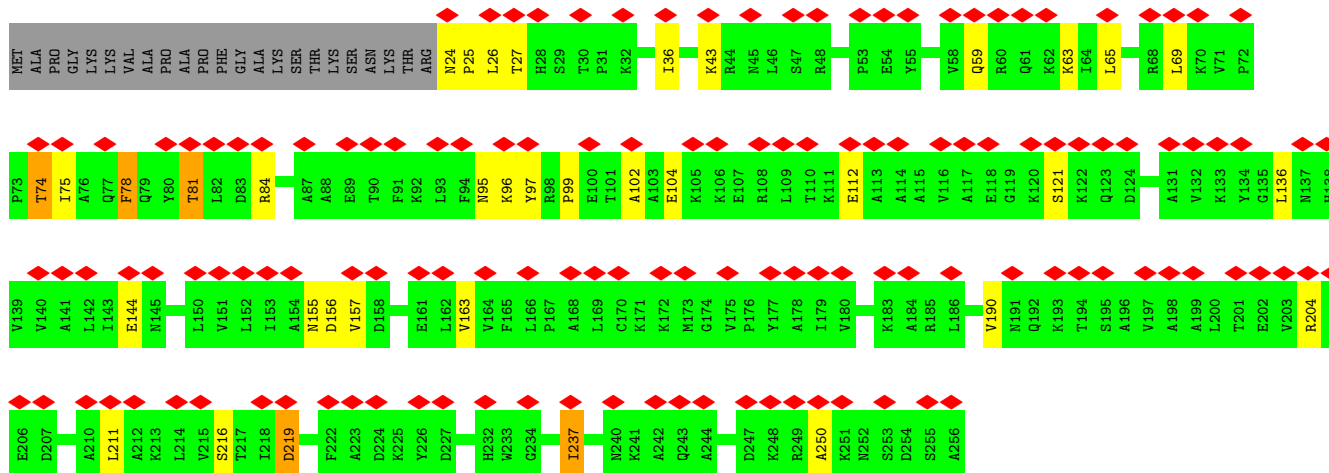 MET ALA PRO GLY LYS LYS VAL ALA PRO ALA PRO PHE GLY ALA LYS SER THR LYS SER ASN LYS THR ARG N24 P25 L26 T27 H28 S29 T30 P31 K32 I36 K43 R44 N45 L46 S47 R48 P53 E54 Y55 V58 Q59 R60 Q61 K62 K63 I64 L65 R68 L69 K70 V71 P72
P73 T74 I75 A76 Q77 F78 Q79 Y80 T81 L82 D83 R84 A87 A88 E89 T90 F91 K92 L93 F94 N95 K96 Y97 R98 P99 E100 T101 A102 A103 E104 K105 K106 E107 R108 L109 T110 K111 E112 A113 A114 A115 V116 A117 E118 G119 K120 S121 K122 Q123 D124 A131 V132 K133 Y134 G135 L136 N137 H138
V139 V140 A141 L142 I143 E144 N145 L150 V151 L152 I153 A154 N155 D156 V157 D158 E161 L162 V163 V164 F165 L166 P167 A168 L169 C170 K171 K172 M173 G174 V175 P176 Y177 A178 I179 V180 K183 A184 R185 L186 V190 N191 Q192 K193 T194 S195 A196 V197 A198 A199 L200 T201 E202 V203 R204
E206 D207 A210 L211 A212 K213 L214 V215 S216 T217 I218 D219 F222 A223 D224 K225 Y226 D227 H232 W233 G234 I237 N240 K241 A242 Q243 A244 D247 K248 R249 A250 K251 N252 S253 D254 S255 A256